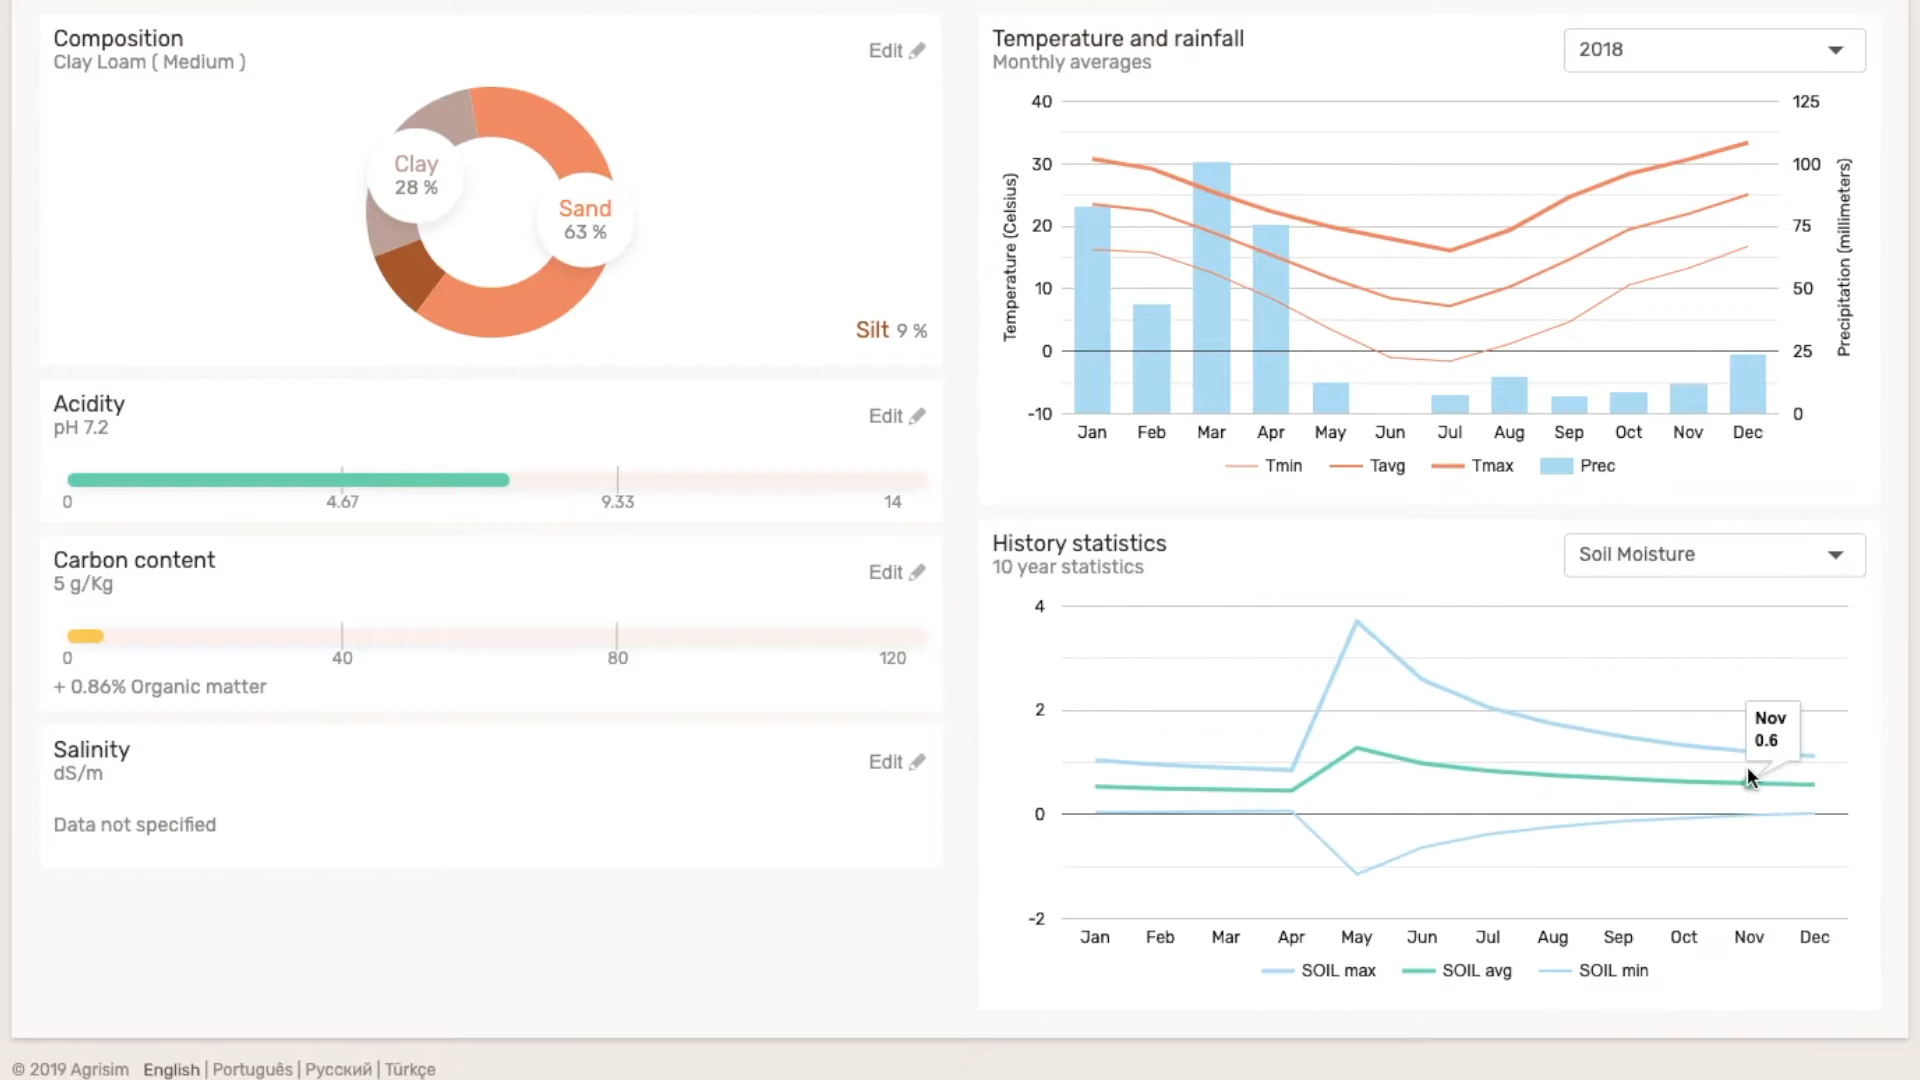 Composition
Clay Loam ( Medium )
Edit
Clay
28 %
Sand
63 %
Silt 9 %
Acidity
pH 7.2
Edit
0 4.67 9.33 14
Carbon content
5 g/Kg
Edit
0 40 80 120
+ 0.86% Organic matter
Salinity
dS/m
Edit
Data not specified
Temperature and rainfall
Monthly averages
2018
Temperature (Celsius)
40
30
20
10
0
-10
125
100
75
50
25
0
Precipitation (millimeters)
Jan Feb Mar Apr May Jun Jul Aug Sep Oct Nov Dec
Tmin Tavg Tmax Prec
History statistics
10 year statistics
Soil Moisture
4
2
0
-2
Nov
0.6
Jan Feb Mar Apr May Jun Jul Aug Sep Oct Nov Dec
SOIL max SOIL avg SOIL min
© 2019 Agrisim English | Português | Русский | Türkçe